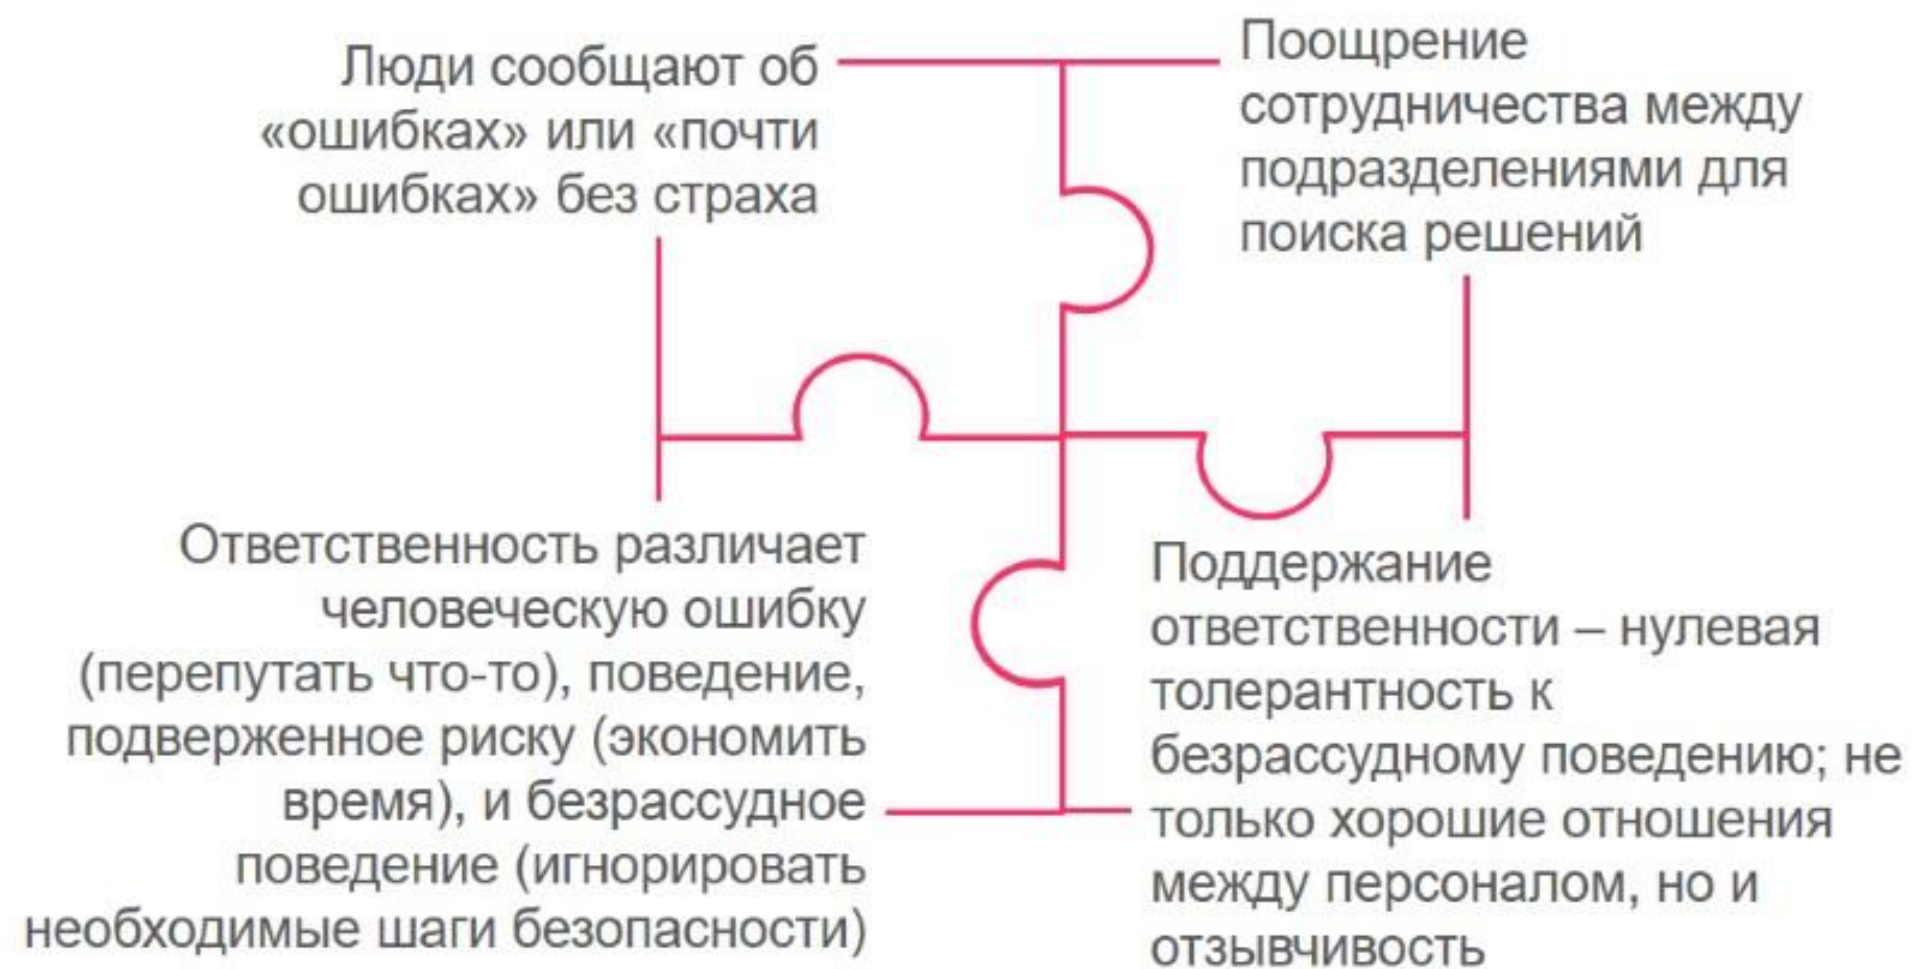 Люди сообщают об
«ошибках» или «почти
ошибках» без страха
Поощрение
сотрудничества между
подразделениями для
поиска решений
Ответственность различает
человеческую ошибку
(перепутать что-то), поведение,
подверженное риску (экономить
время), и безрассудное
поведение (игнорировать
необходимые шаги безопасности)
Поддержание
ответственности – нулевая
толерантность к
безрассудному поведению; не
только хорошие отношения
между персоналом, но и
отзывчивость